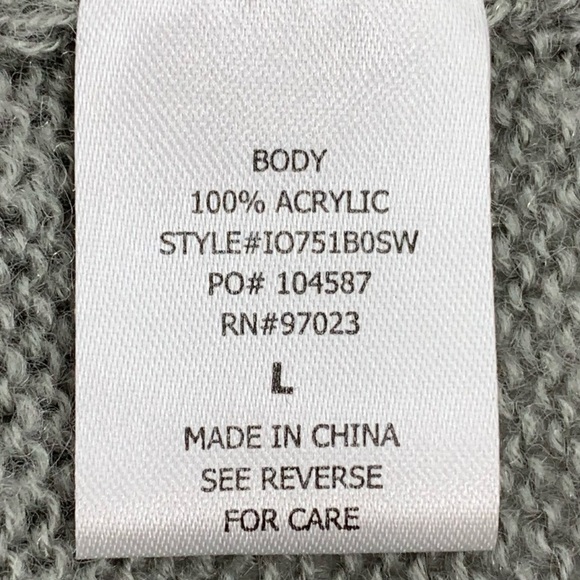 BODY
100% ACRYLIC
STYLE#IO751B0SW
PO# 104587
RN#97023
L
MADE IN CHINA
SEE REVERSE
FOR CARE